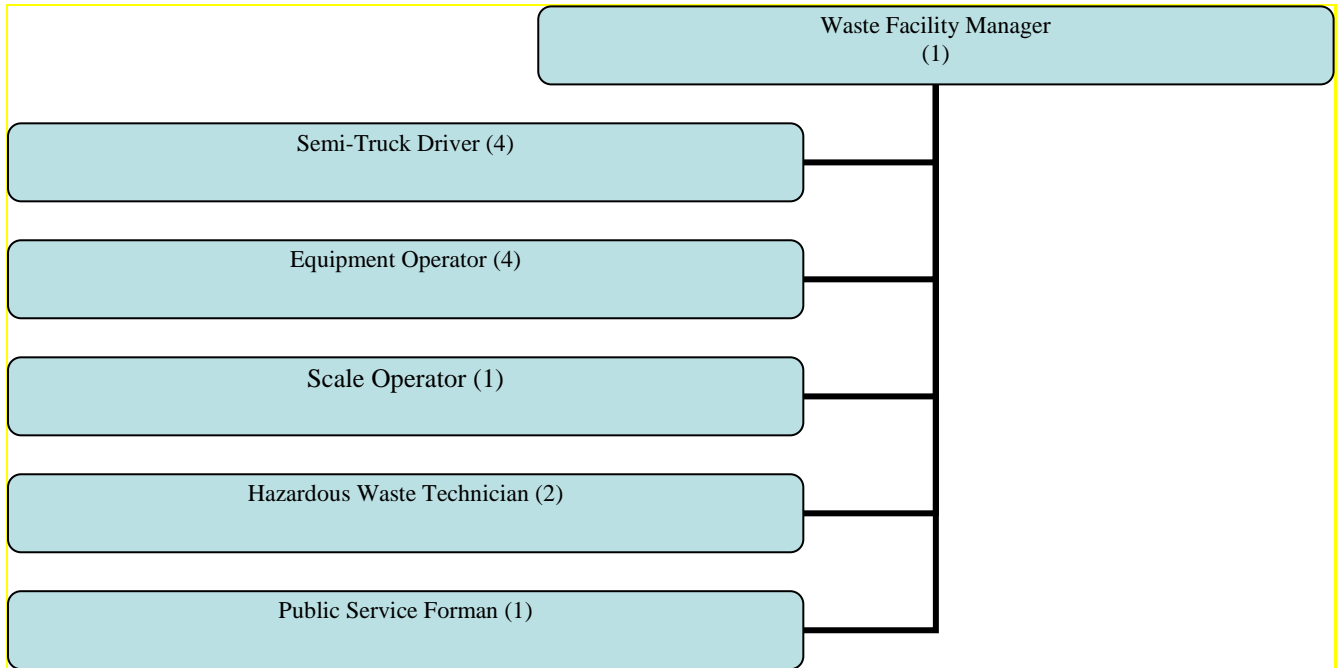 Waste Facility Manager
(1)
Semi-Truck Driver (4)
Equipment Operator (4)
Scale Operator (1)
Hazardous Waste Technician (2)
Public Service Forman (1)